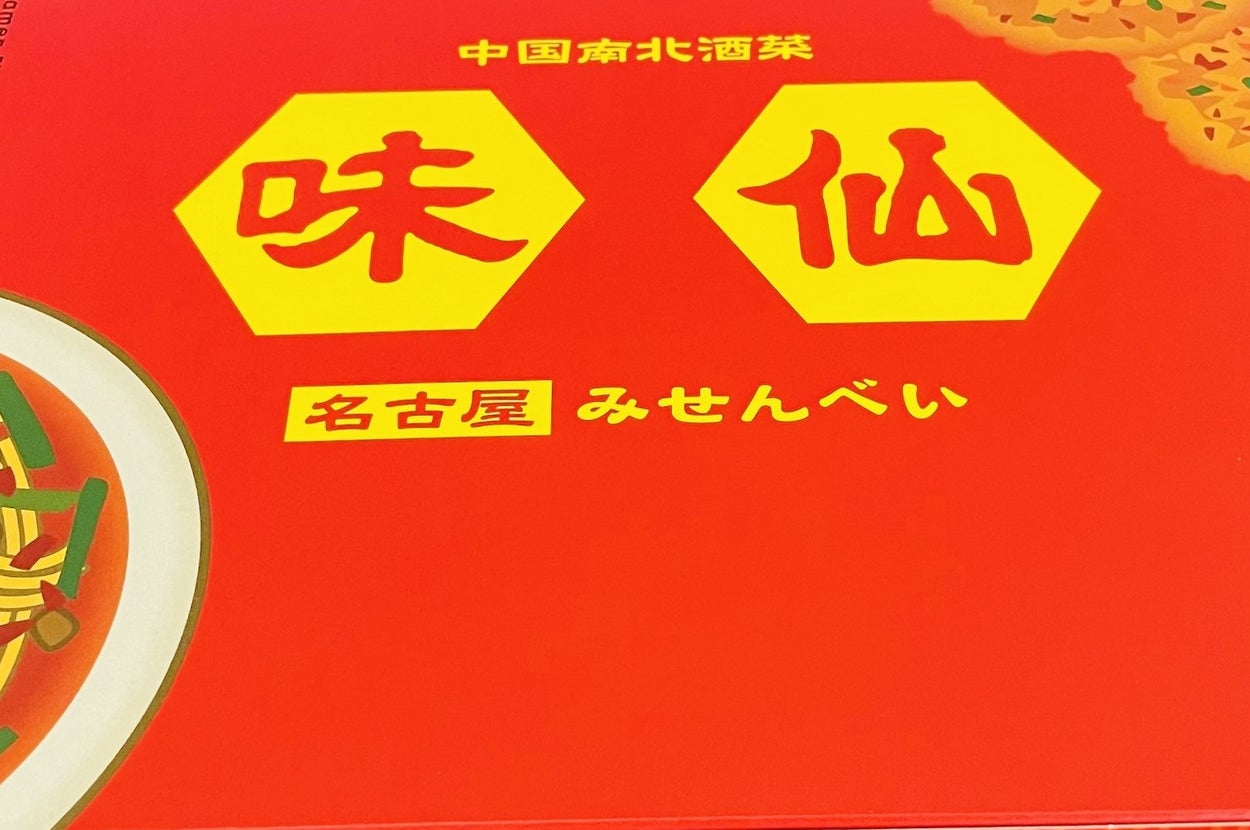 中国南北酒菜
味仙
名古屋 みせんべい